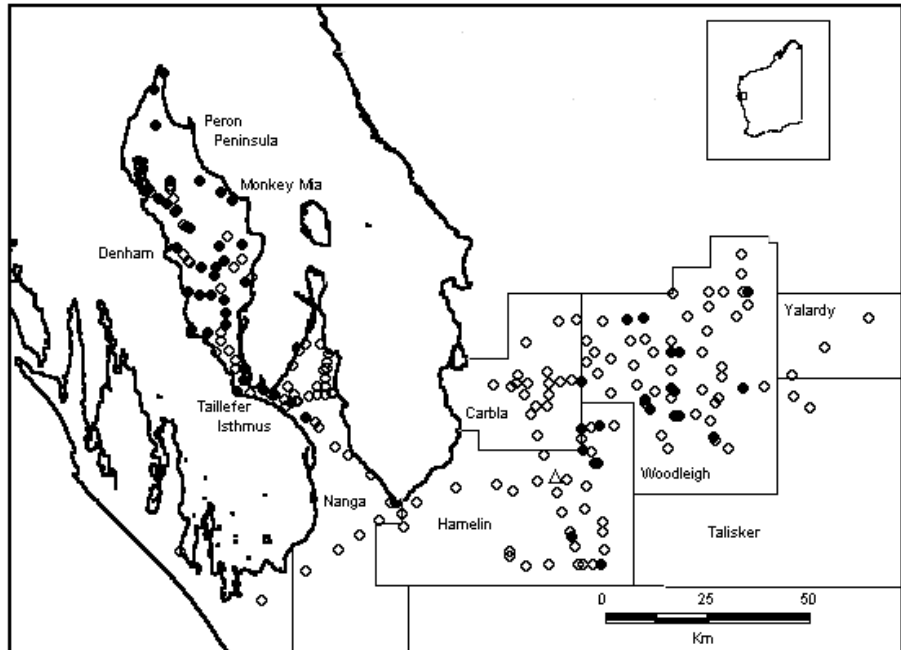 Peron
Peninsula
Monkey Mia
Denham
Yalardy
Taillefer
Isthmus
Carbla
Woodleigh
Nanga
Hamelin
Talisker
0
25
50
Km